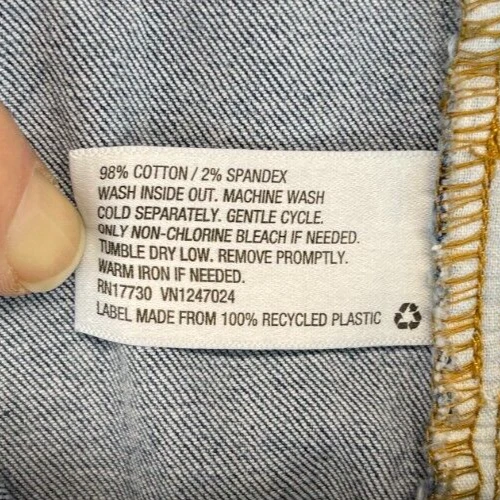 98% COTTON / 2% SPANDEX
WASH INSIDE OUT. MACHINE WASH
COLD SEPARATELY. GENTLE CYCLE.
ONLY NON-CHLORINE BLEACH IF NEEDED.
TUMBLE DRY LOW. REMOVE PROMPTLY.
WARM IRON IF NEEDED.
RN17730 VN1247024
LABEL MADE FROM 100% RECYCLED PLASTIC